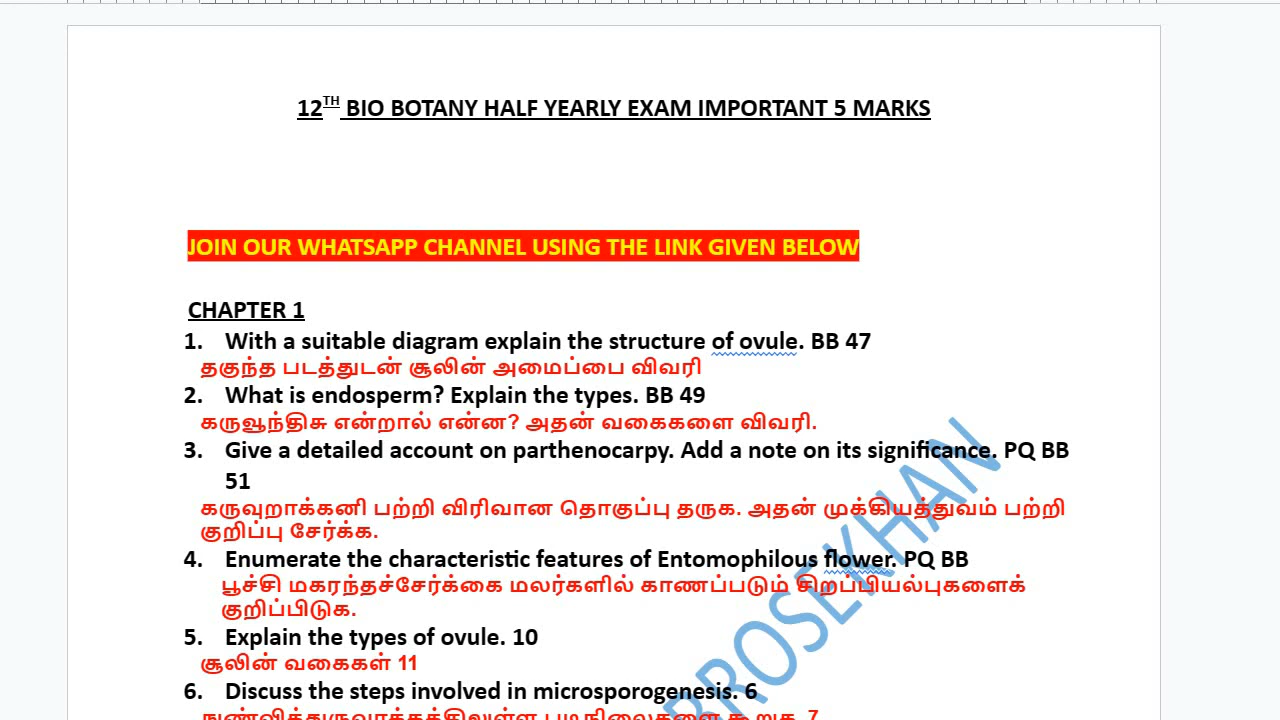 12TH BIO BOTANY HALF YEARLY EXAM IMPORTANT 5 MARKS
JOIN OUR WHATSAPP CHANNEL USING THE LINK GIVEN BELOW
CHAPTER 1
1. With a suitable diagram explain the structure of ovule. BB 47
தகுந்த படத்துடன் சூலின் அமைப்பை விவரி
2. What is endosperm? Explain the types. BB 49
கருவூந்திசு என்றால் என்ன? அதன் வகைகளை விவரி.
3. Give a detailed account on parthenocarpy. Add a note on its significance. PQ BB
51
கருவுறாக்கனி பற்றி விரிவான தொகுப்பு தருக. அதன் முக்கியத்துவம் பற்றி
குறிப்பு சேர்க்க.
4. Enumerate the characteristic features of Entomophilous flower. PQ BB
பூச்சி மகரந்தச்சேர்க்கை மலர்களில் காணப்படும் சிறப்பியல்புகளைக்
குறிப்பிடுக.
5. Explain the types of ovule. 10
சூலின் வகைகள் 11
6. Discuss the steps involved in microsporogenesis. 6
நுண்வித்துருவாக்கத்திலுள்ள படிநிலைகளை கூறுக. 7
BROSEKHAN